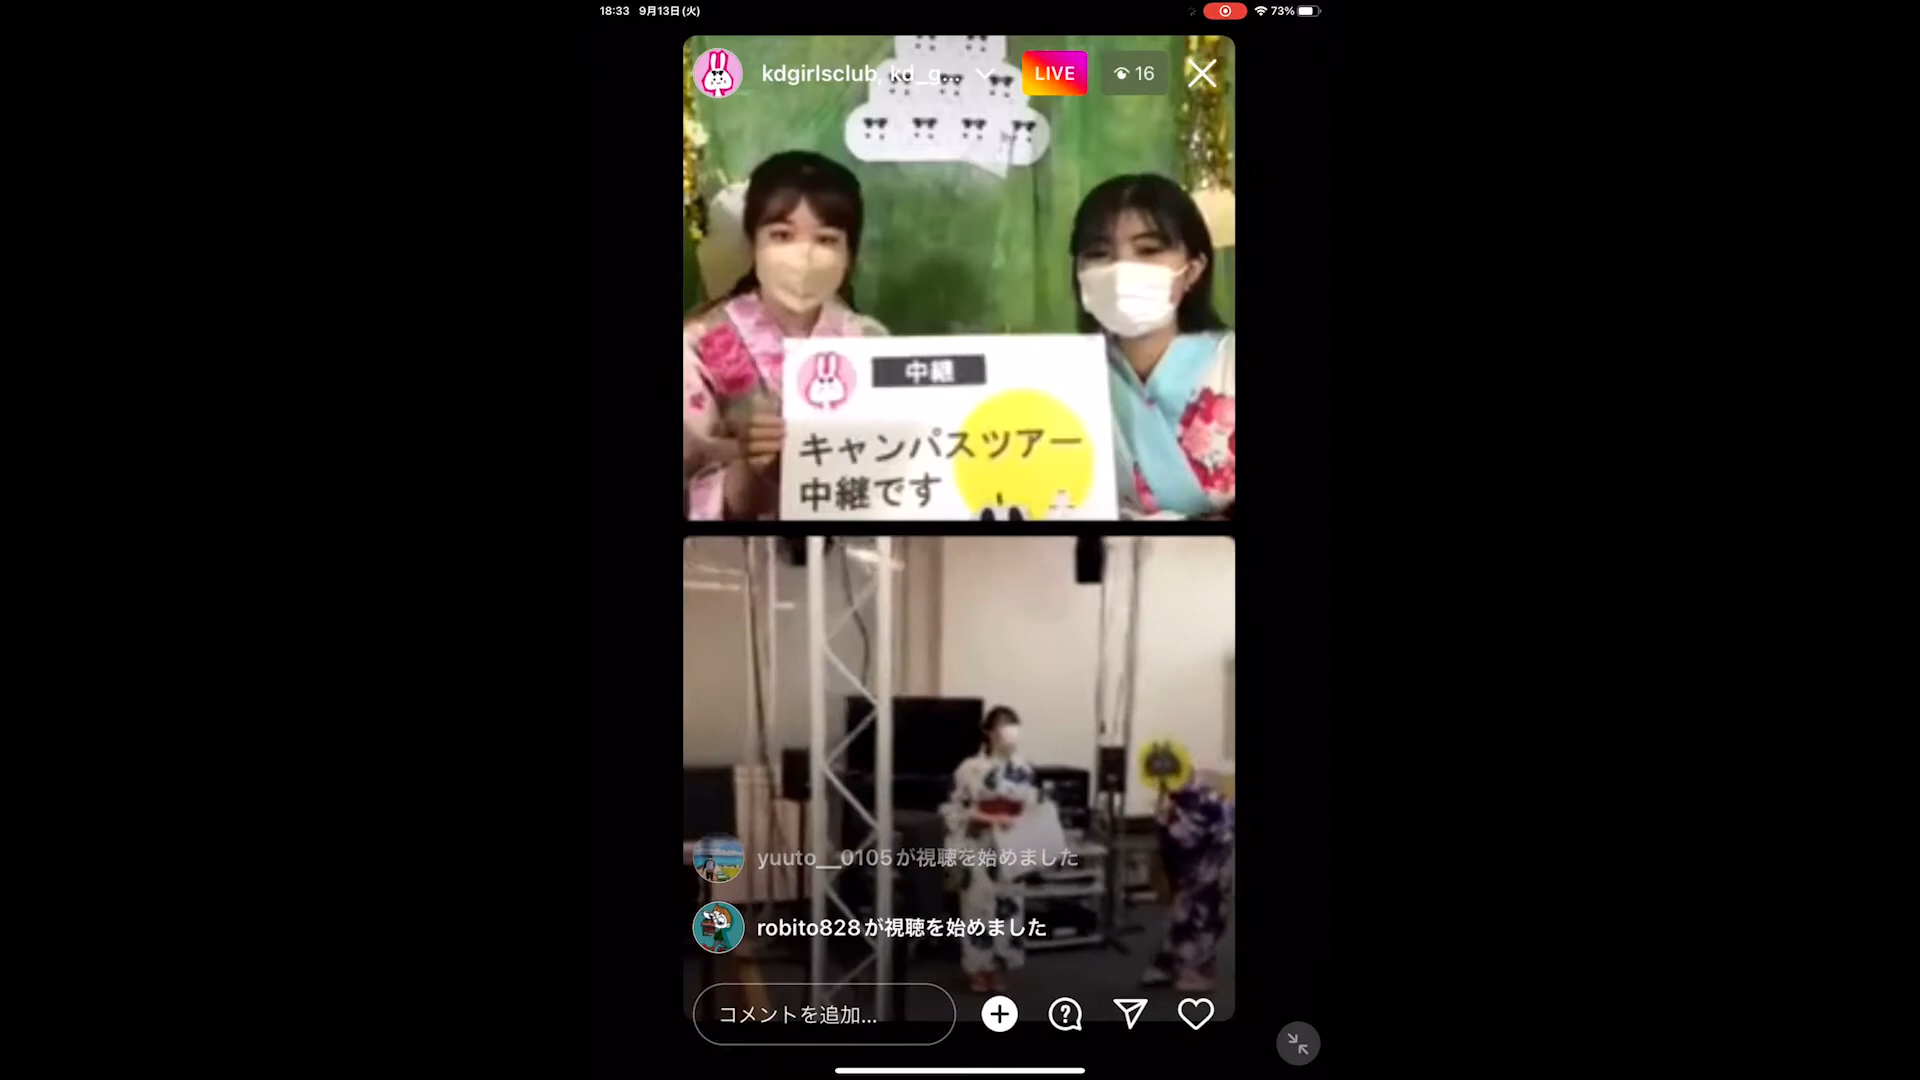 18:33 9月13日(火)
73%
kdgirlsclub, kd_g...
LIVE
16
中継
キャンパスツアー
中継です
yuuto__0105が視聴を始めました
robito828が視聴を始めました
コメントを追加...